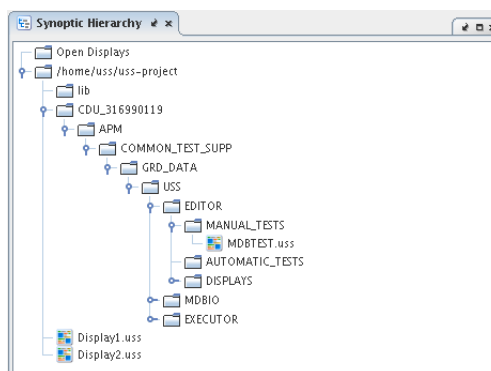 Synoptic Hierarchy
Open Displays
/home/uss/uss-project
lib
CDU_316990119
APM
COMMON_TEST_SUPP
GRD_DATA
USS
EDITOR
MANUAL_TESTS
MDBTEST.uss
AUTOMATIC_TESTS
DISPLAYS
MDBIO
EXECUTOR
Display1.uss
Display2.uss